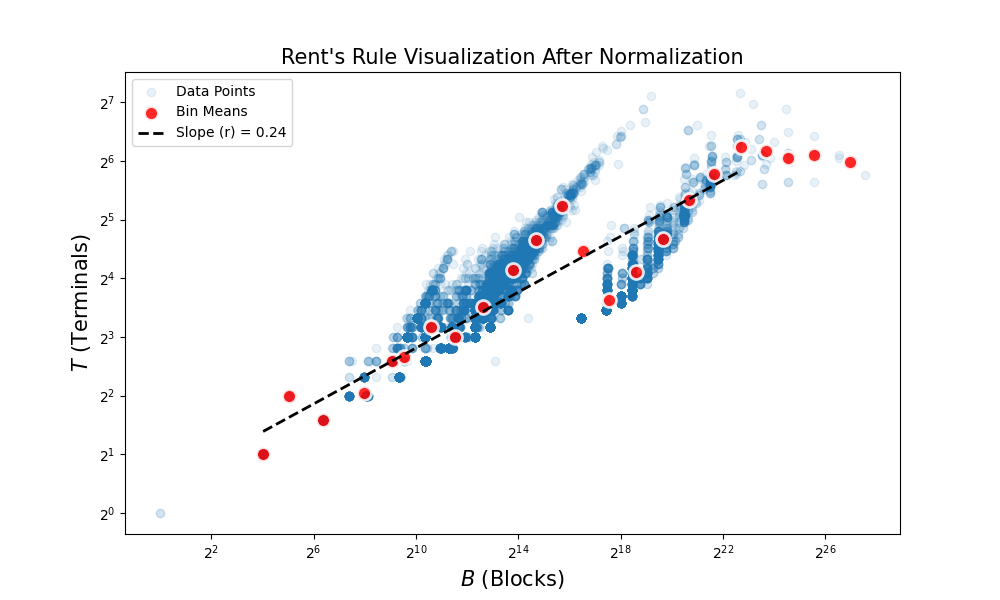 Rent's Rule Visualization After Normalization
Data Points
Bin Means
Slope (r) = 0.24
T (Terminals)
2⁷
2⁶
2⁵
2⁴
2³
2²
2¹
2⁰
2² 2⁶ 2¹⁰ 2¹⁴ 2¹⁸ 2²² 2²⁶
B (Blocks)